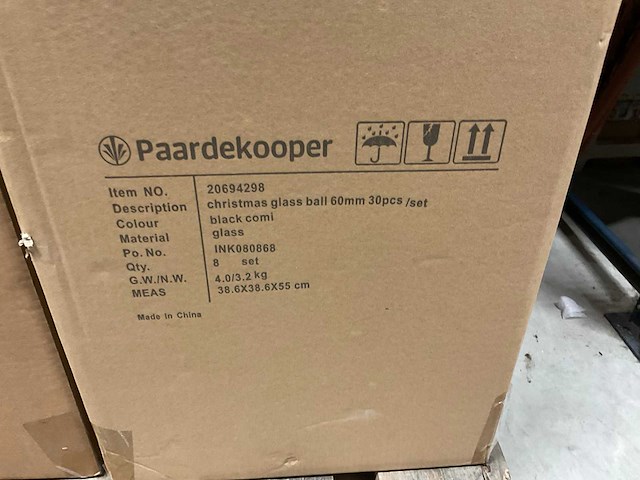 Paardekooper
Item NO. 20694298
Description christmas glass ball 60mm 30pcs /set
Colour black comi
Material glass
Po. No. INK080868
Qty. 8 set
G.W./N.W. 4.0/3.2 kg
MEAS 38.6X38.6X55 cm
Made in China